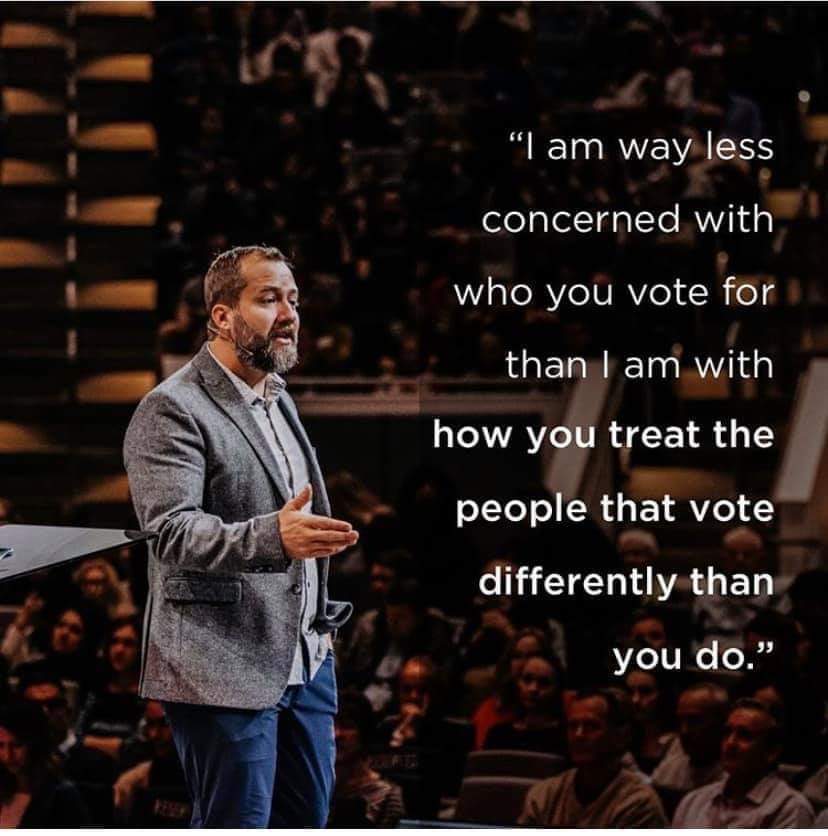 “I am way less
concerned with
who you vote for
than I am with
how you treat the
people that vote
differently than
you do.”